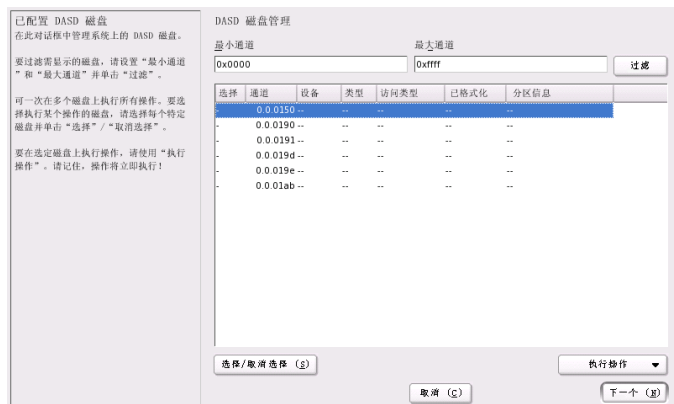 已配置 DASD 磁盘
在此对话框中管理系统上的 DASD 磁盘。
要过滤需显示的磁盘，请设置“最小通道
”和“最大通道”并单击“过滤”。
可一次在多个磁盘上执行所有操作。要选
择执行某个操作的磁盘，请选择每个特定
磁盘并单击“选择”/“取消选择”。
要在选定磁盘上执行操作，请使用“执行
操作”。请记住，操作将立即执行!
DASD 磁盘管理
最小通道 最大通道
0x0000 0xffff 过滤
选择 通道 设备 类型 访问类型 已格式化 分区信息
- 0.0.0150 -- -- -- -- --
- 0.0.0190 -- -- -- -- --
- 0.0.0191 -- -- -- -- --
- 0.0.019d -- -- -- -- --
- 0.0.019e -- -- -- -- --
- 0.0.01ab -- -- -- -- --
选择/取消选择 (S) 执行操作
取消 (C) 下一个 (N)